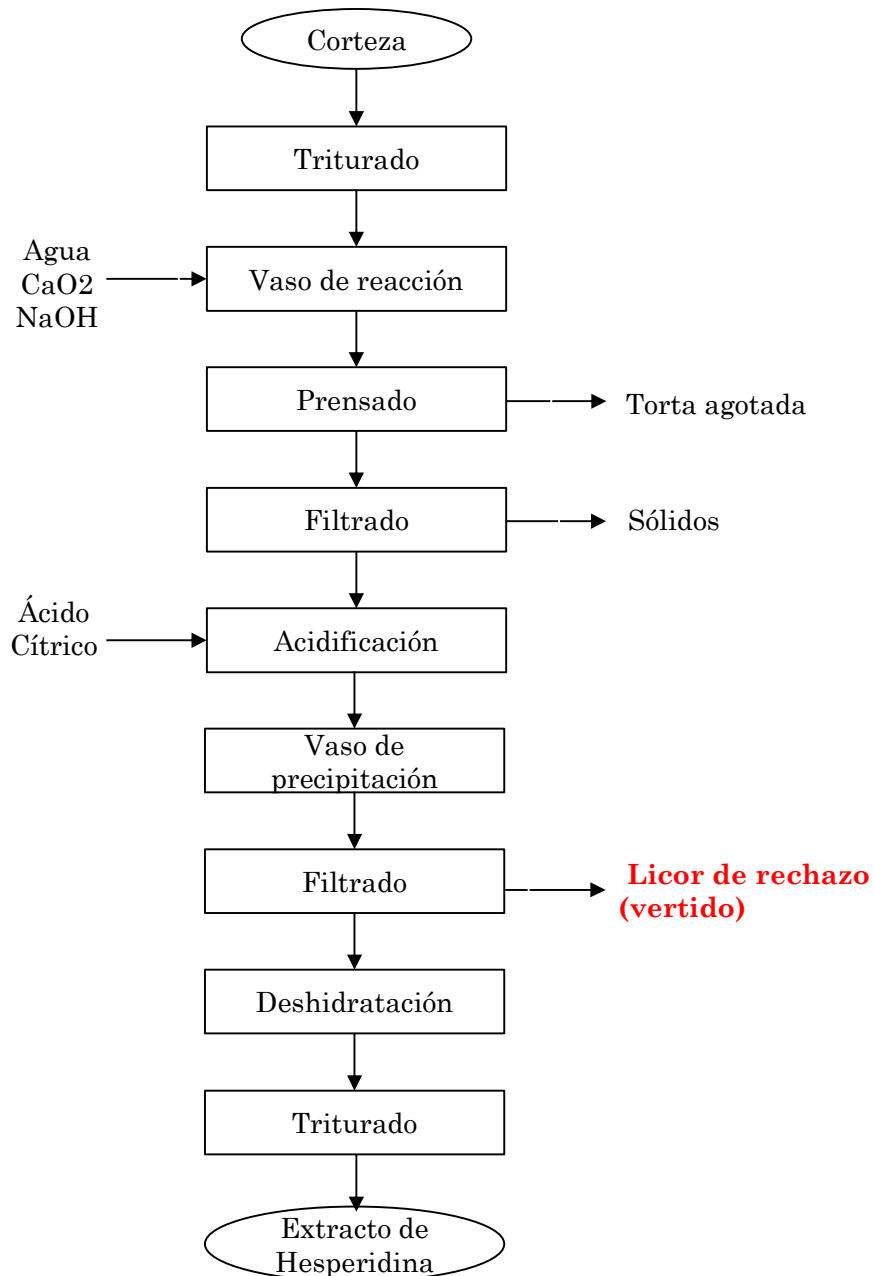 Corteza
Triturado
Agua
CaO2
NaOH
Vaso de reacción
Prensado
Torta agotada
Filtrado
Sólidos
Ácido
Cítrico
Acidificación
Vaso de
precipitación
Filtrado
Licor de rechazo
(vertido)
Deshidratación
Triturado
Extracto de
Hesperidina